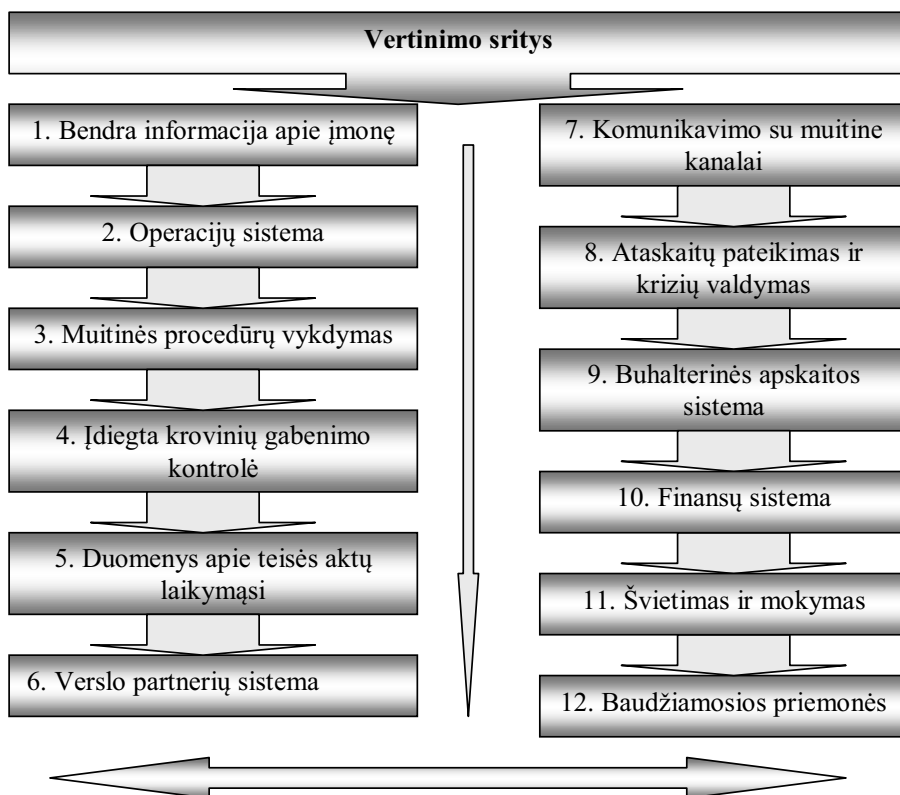 Vertinimo sritys
1. Bendra informacija apie įmonę
2. Operacijų sistema
3. Muitinės procedūrų vykdymas
4. Įdiegta krovinių gabenimo
kontrolė
5. Duomenys apie teisės aktų
laikymąsi
6. Verslo partnerių sistema
7. Komunikavimo su muitine
kanalai
8. Ataskaitų pateikimas ir
krizių valdymas
9. Buhalterinės apskaitos
sistema
10. Finansų sistema
11. Švietimas ir mokymas
12. Baudžiamosios priemonės